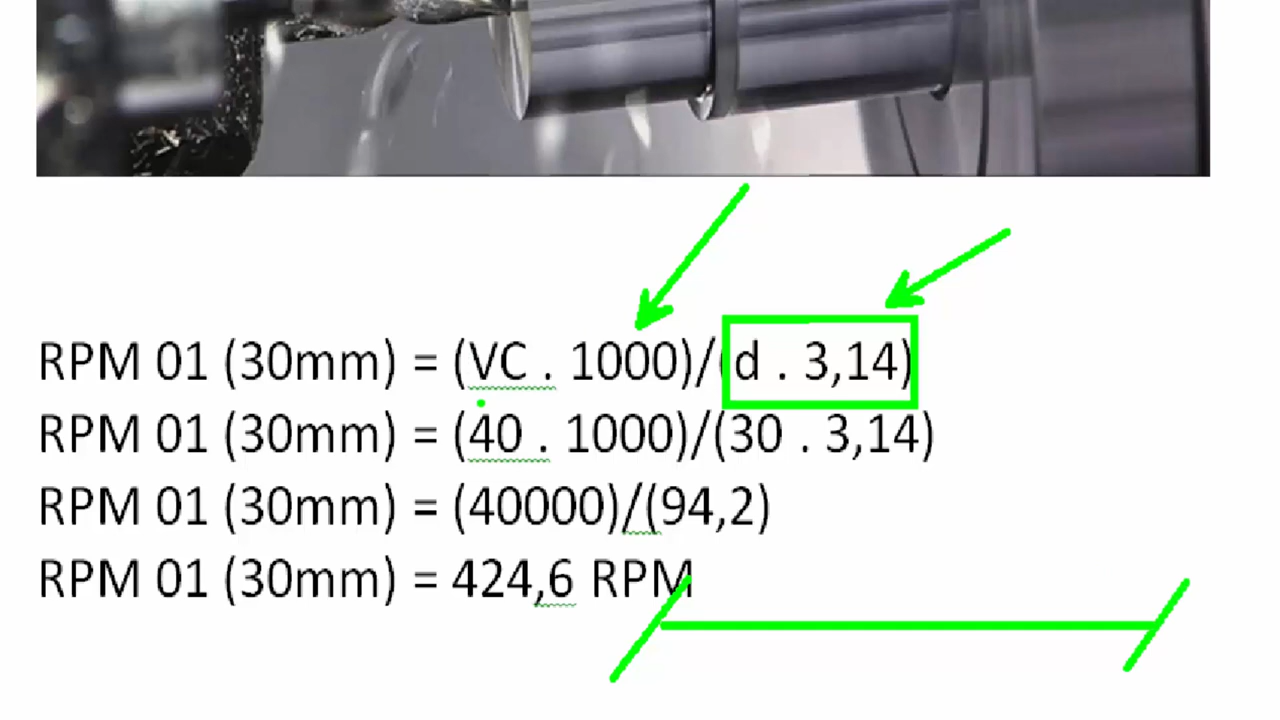 RPM 01 (30mm) = (VC . 1000)/(d . 3,14)
RPM 01 (30mm) = (40 . 1000)/(30 . 3,14)
RPM 01 (30mm) = (40000)/(94,2)
RPM 01 (30mm) = 424,6 RPM